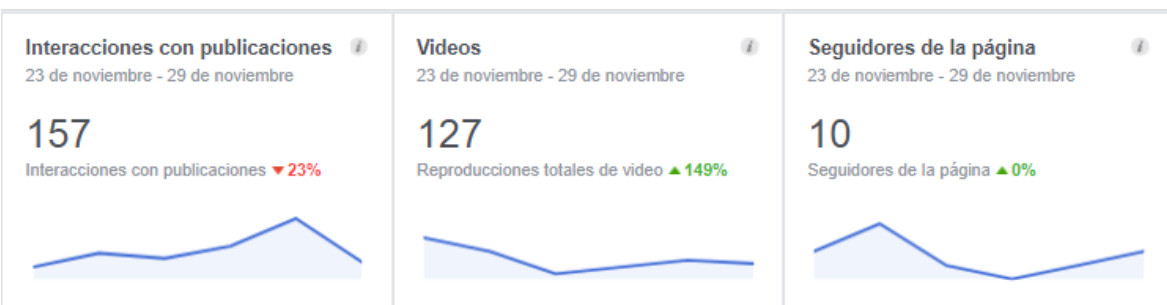 Interacciones con publicaciones i
23 de noviembre - 29 de noviembre
157
Interacciones con publicaciones ▼23%
Videos i
23 de noviembre - 29 de noviembre
127
Reproducciones totales de video ▲149%
Seguidores de la página i
23 de noviembre - 29 de noviembre
10
Seguidores de la página ▲0%